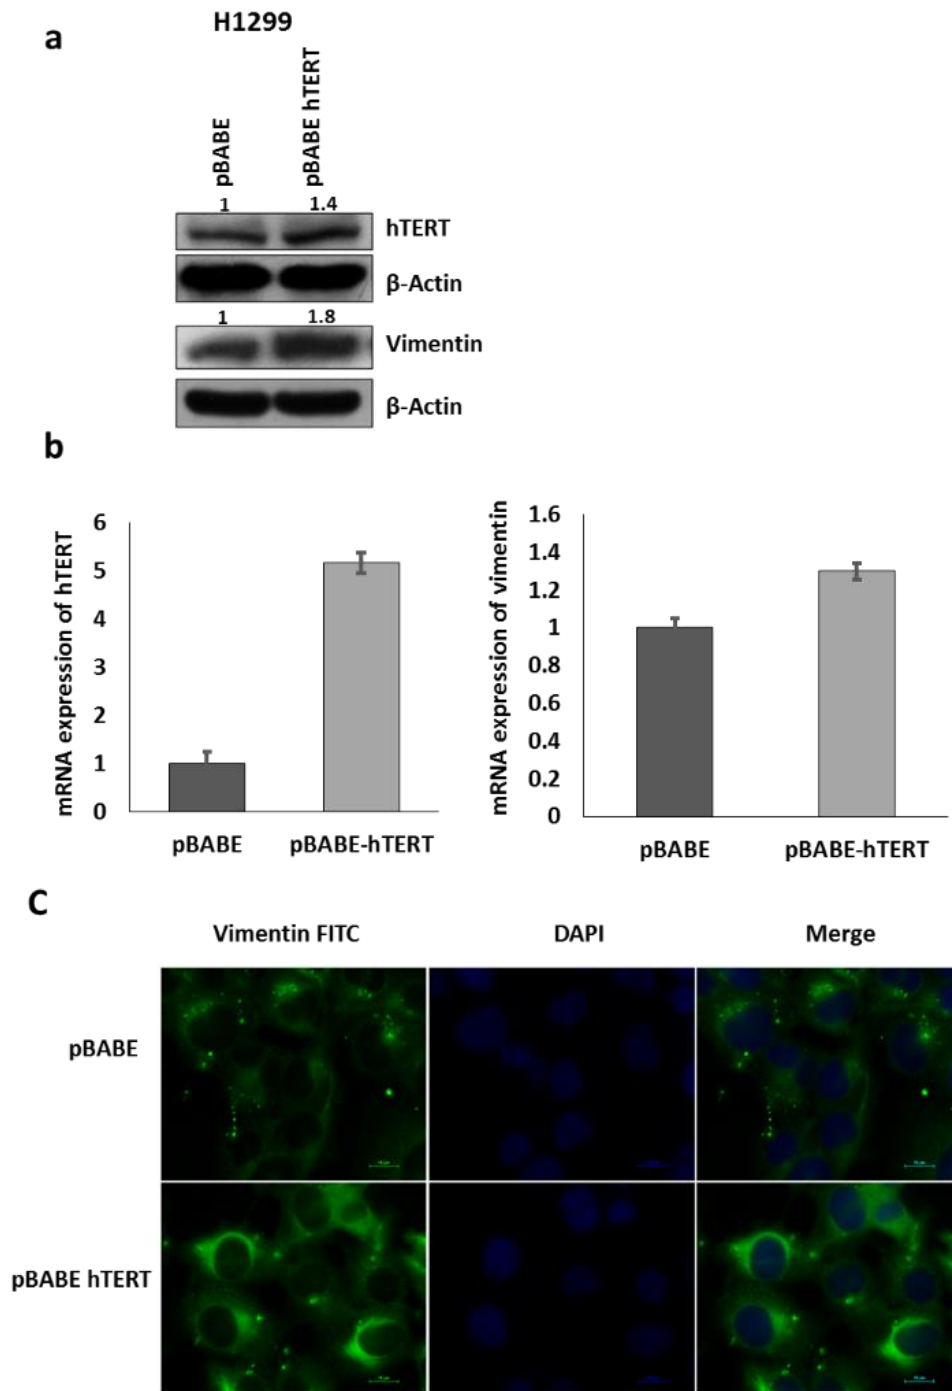 a
H1299
pBABE
pBABE hTERT
1 1.4
hTERT
β-Actin
1 1.8
Vimentin
β-Actin
b
mRNA expression of hTERT
6
5
4
3
2
1
0
pBABE pBABE-hTERT
mRNA expression of vimentin
1.6
1.4
1.2
1
0.8
0.6
0.4
0.2
0
pBABE pBABE-hTERT
C
Vimentin FITC DAPI Merge
pBABE
pBABE hTERT